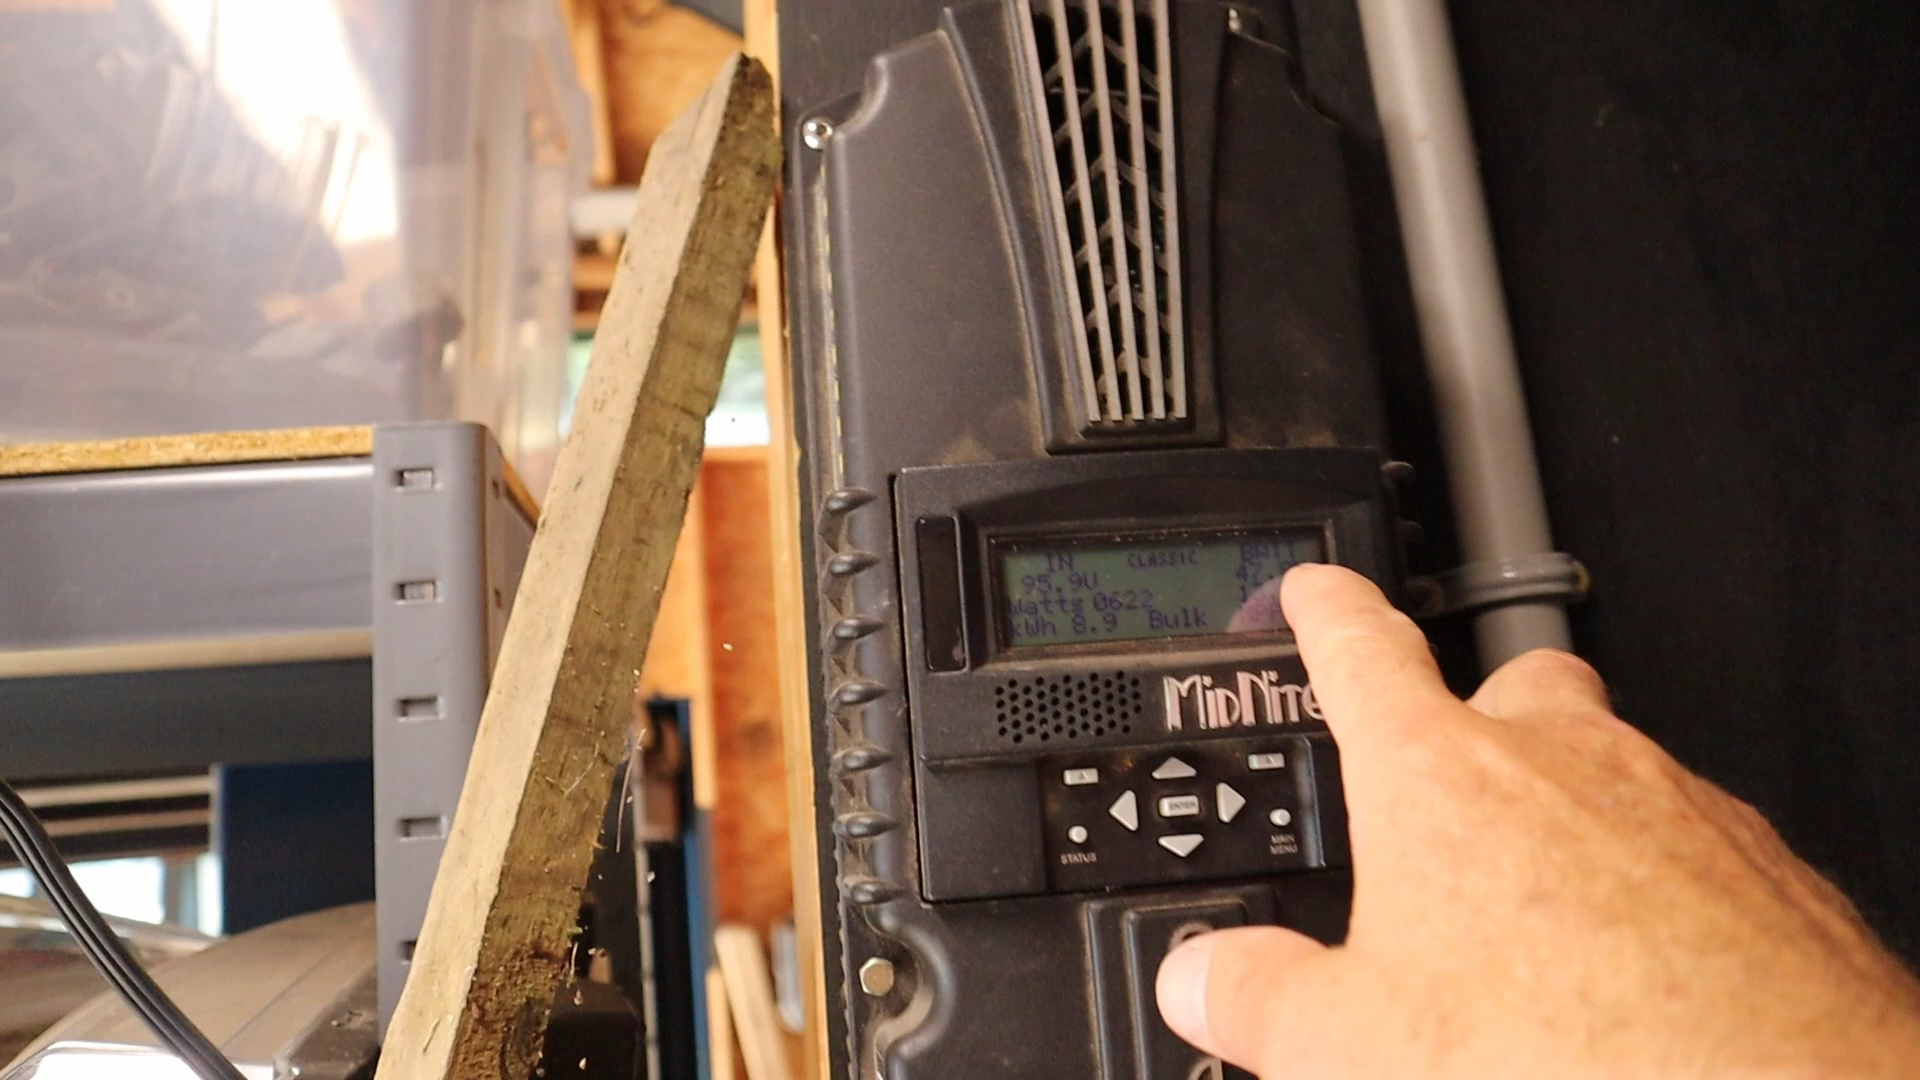 IN CLASSIC BATT
95.9V
Watts 0622
kWh 8.9 Bulk
MidNite
ENTER
STATUS
MAIN
MENU